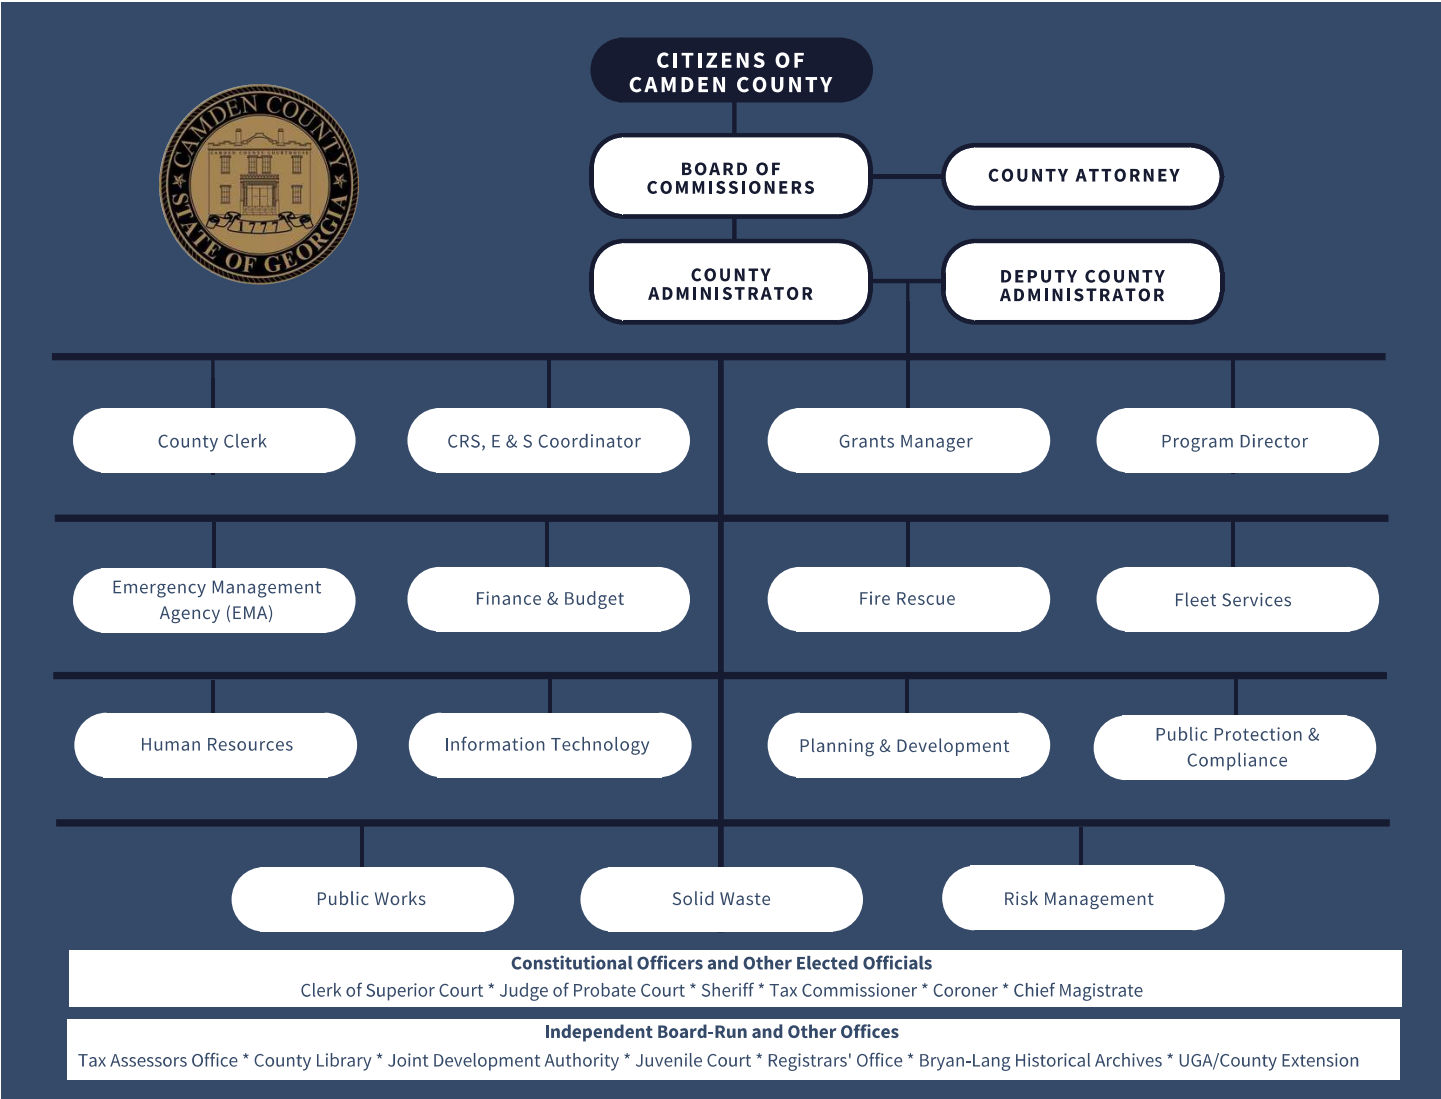 CITIZENS OF
CAMDEN COUNTY
CAMDEN COUNTY
CAMDEN COUNTY COURTHOUSE
1777
STATE OF GEORGIA
BOARD OF
COMMISSIONERS
COUNTY ATTORNEY
COUNTY
ADMINISTRATOR
DEPUTY COUNTY
ADMINISTRATOR
County Clerk
CRS, E & S Coordinator
Grants Manager
Program Director
Emergency Management
Agency (EMA)
Finance & Budget
Fire Rescue
Fleet Services
Human Resources
Information Technology
Planning & Development
Public Protection &
Compliance
Public Works
Solid Waste
Risk Management
Constitutional Officers and Other Elected Officials
Clerk of Superior Court * Judge of Probate Court * Sheriff * Tax Commissioner * Coroner * Chief Magistrate
Independent Board-Run and Other Offices
Tax Assessors Office * County Library * Joint Development Authority * Juvenile Court * Registrars' Office * Bryan-Lang Historical Archives * UGA/County Extension